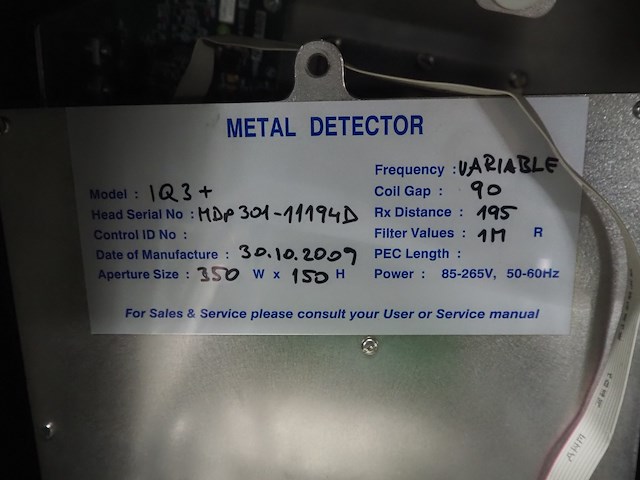 METAL DETECTOR
Model : IQ3+
Head Serial No : MDP301-11194D
Control ID No :
Date of Manufacture : 30.10.2009
Aperture Size : 350 W x 150 H
Frequency : VARIABLE
Coil Gap : 90
Rx Distance : 195
Filter Values : 1M R
PEC Length :
Power : 85-265V, 50-60Hz
For Sales & Service please consult your User or Service manual
AWM